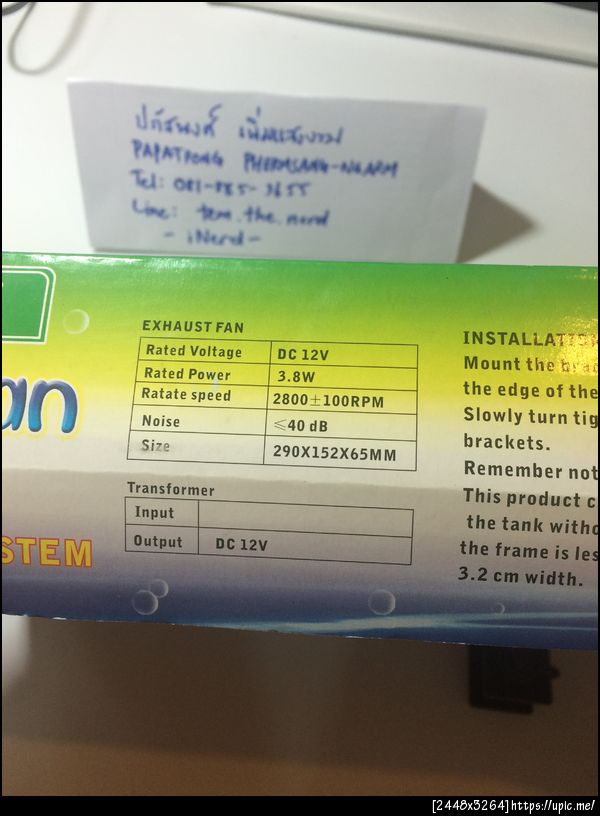 Tel: 081-885-3655
Line: tem.the.nerd
- iNerd -
an
STEM
EXHAUST FAN
Rated Voltage DC 12V
Rated Power 3.8W
Ratate speed 2800±100RPM
Noise ≤40 dB
Size 290X152X65MM
Transformer
Input
Output DC 12V
INSTALLATION
Mount the brac
the edge of the
Slowly turn tig
brackets.
Remember not
This product c
the tank witho
the frame is les
3.2 cm width.
[2448x3264]https://upic.me/